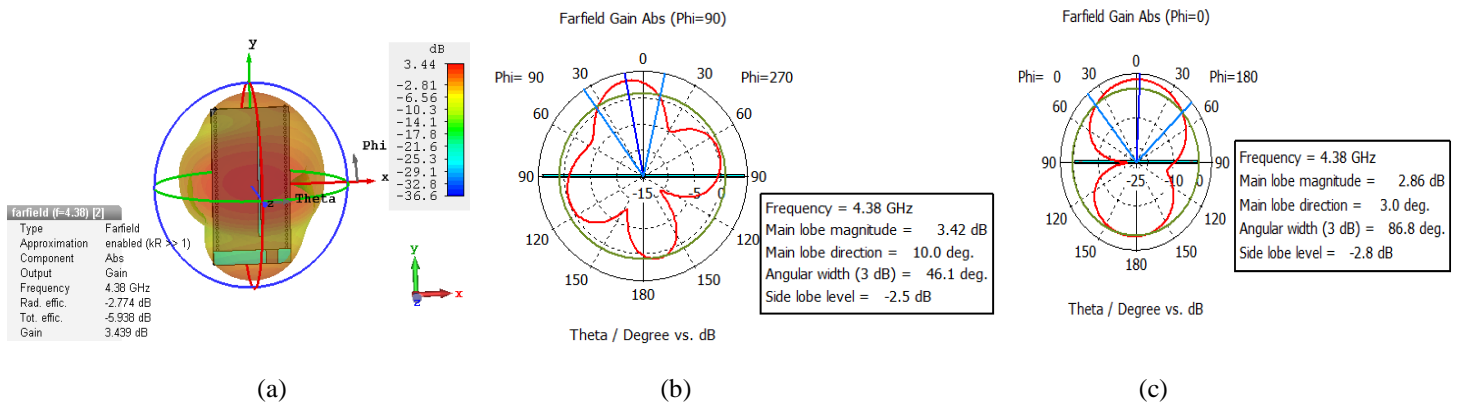 y
x
z
Phi
Theta
dB
3.44
-2.81
-6.56
-10.3
-14.1
-17.8
-21.6
-25.3
-29.1
-32.8
-36.6
farfield (f=4.38) [2]
Type Farfield
Approximation enabled (kR >> 1)
Component Abs
Output Gain
Frequency 4.38 GHz
Rad. effic. -2.774 dB
Tot. effic. -5.938 dB
Gain 3.439 dB
y
x
z
(a)
Farfield Gain Abs (Phi=90)
Phi= 90 30 0 30 Phi=270
60 60
90 -15 -5 0 90
120 120
150 180 150
Frequency = 4.38 GHz
Main lobe magnitude = 3.42 dB
Main lobe direction = 10.0 deg.
Angular width (3 dB) = 46.1 deg.
Side lobe level = -2.5 dB
Theta / Degree vs. dB
(b)
Farfield Gain Abs (Phi=0)
Phi= 0 30 0 30 Phi=180
60 60
90 -25 -10 0 90
120 120
150 180 150
Frequency = 4.38 GHz
Main lobe magnitude = 2.86 dB
Main lobe direction = 3.0 deg.
Angular width (3 dB) = 86.8 deg.
Side lobe level = -2.8 dB
Theta / Degree vs. dB
(c)